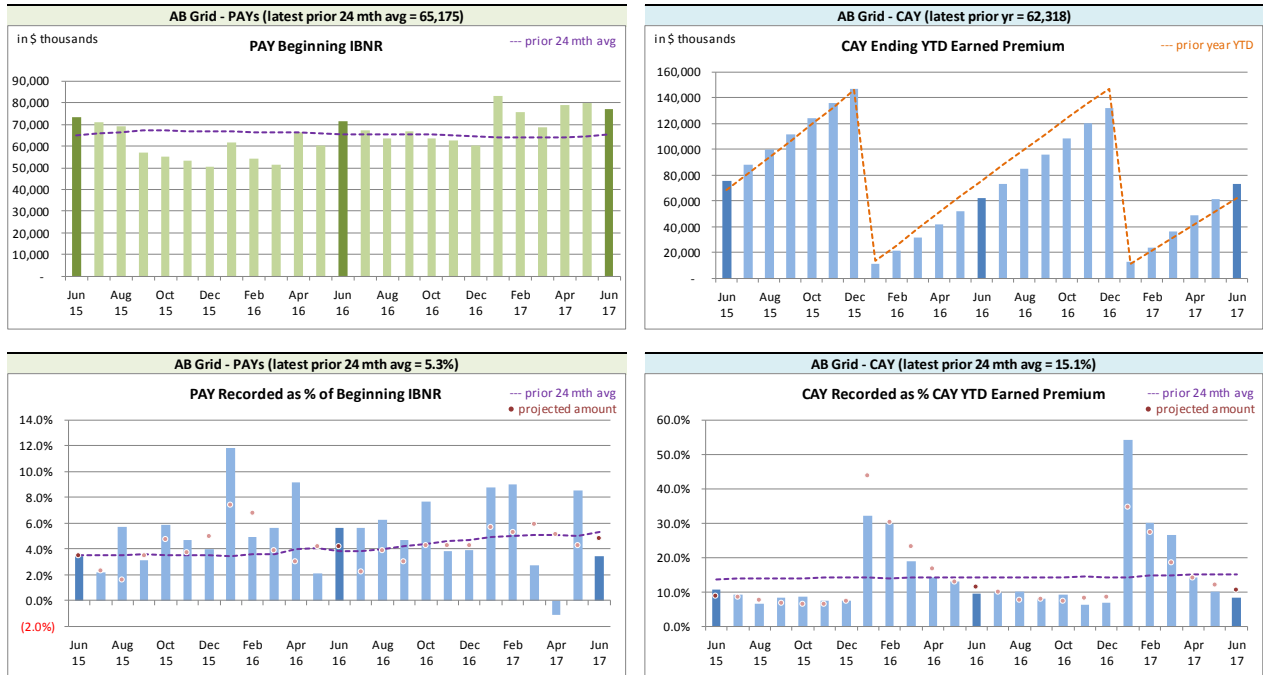 AB Grid - PAYs (latest prior 24 mth avg = 65,175)
in $ thousands
PAY Beginning IBNR
--- prior 24 mth avg
90,000
80,000
70,000
60,000
50,000
40,000
30,000
20,000
10,000
-
Jun Aug Oct Dec Feb Apr Jun Aug Oct Dec Feb Apr Jun
15 15 15 15 16 16 16 16 16 16 17 17 17
AB Grid - CAY (latest prior yr = 62,318)
in $ thousands
CAY Ending YTD Earned Premium
--- prior year YTD
160,000
140,000
120,000
100,000
80,000
60,000
40,000
20,000
-
Jun Aug Oct Dec Feb Apr Jun Aug Oct Dec Feb Apr Jun
15 15 15 15 16 16 16 16 16 16 17 17 17
AB Grid - PAYs (latest prior 24 mth avg = 5.3%)
PAY Recorded as % of Beginning IBNR
--- prior 24 mth avg
● projected amount
14.0%
12.0%
10.0%
8.0%
6.0%
4.0%
2.0%
0.0%
(2.0%)
Jun Aug Oct Dec Feb Apr Jun Aug Oct Dec Feb Apr Jun
15 15 15 15 16 16 16 16 16 16 17 17 17
AB Grid - CAY (latest prior 24 mth avg = 15.1%)
CAY Recorded as % CAY YTD Earned Premium
--- prior 24 mth avg
● projected amount
60.0%
50.0%
40.0%
30.0%
20.0%
10.0%
0.0%
Jun Aug Oct Dec Feb Apr Jun Aug Oct Dec Feb Apr Jun
15 15 15 15 16 16 16 16 16 16 17 17 17